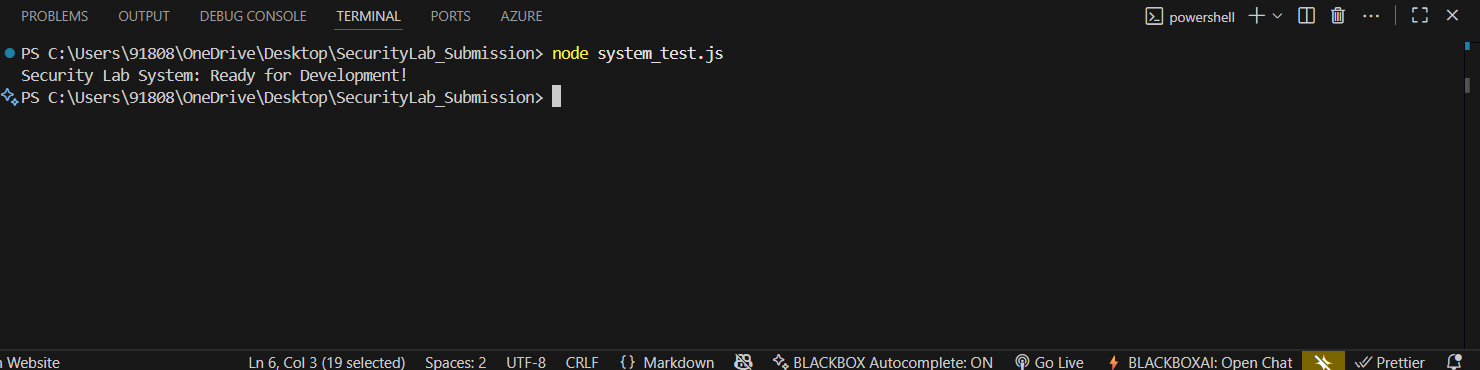 PROBLEMS OUTPUT DEBUG CONSOLE TERMINAL PORTS AZURE powershell
PS C:\Users\91808\OneDrive\Desktop\SecurityLab_Submission> node system_test.js
Security Lab System: Ready for Development!
PS C:\Users\91808\OneDrive\Desktop\SecurityLab_Submission>
Website Ln 6, Col 3 (19 selected) Spaces: 2 UTF-8 CRLF {} Markdown BLACKBOX Autocomplete: ON Go Live BLACKBOXAI: Open Chat Prettier